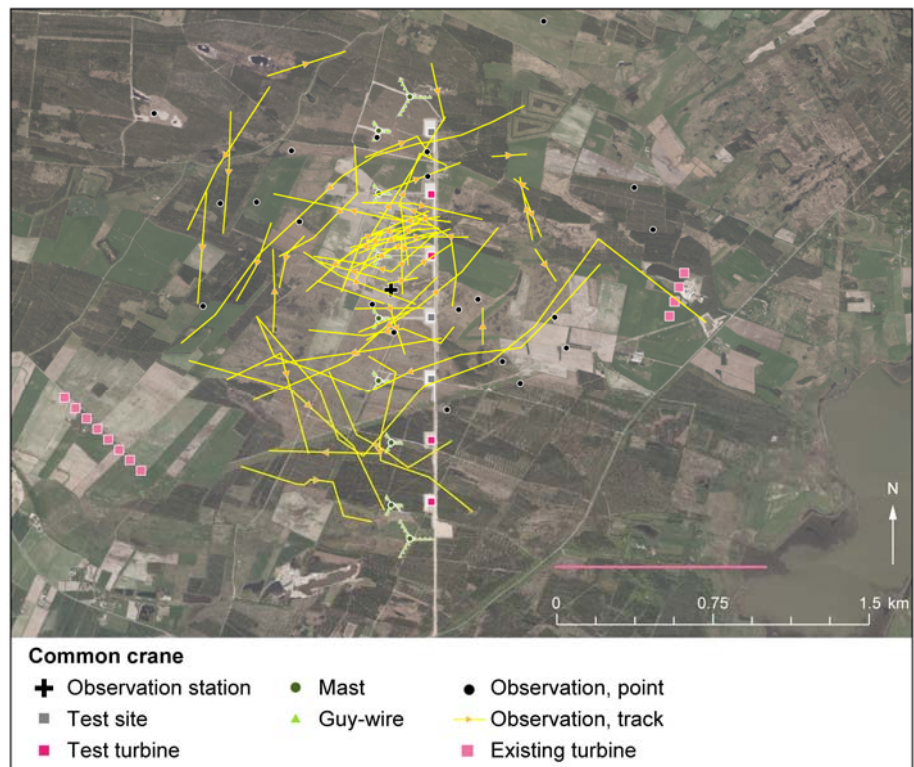 N
0 0.75 1.5 km
Common crane
Observation station Mast Observation, point
Test site Guy-wire Observation, track
Test turbine Existing turbine